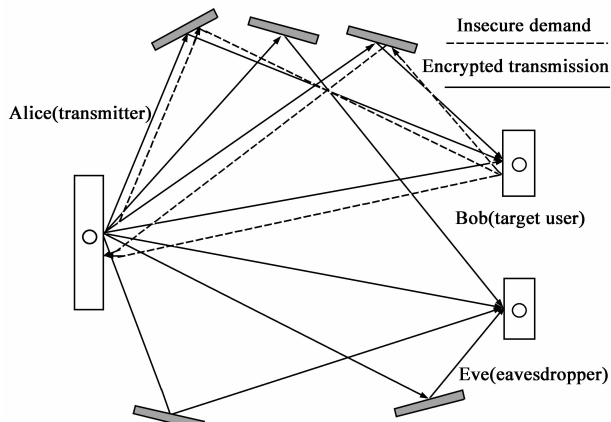 Insecure demand
Encrypted transmission
Alice(transmitter)
Bob(target user)
Eve(eavesdropper)